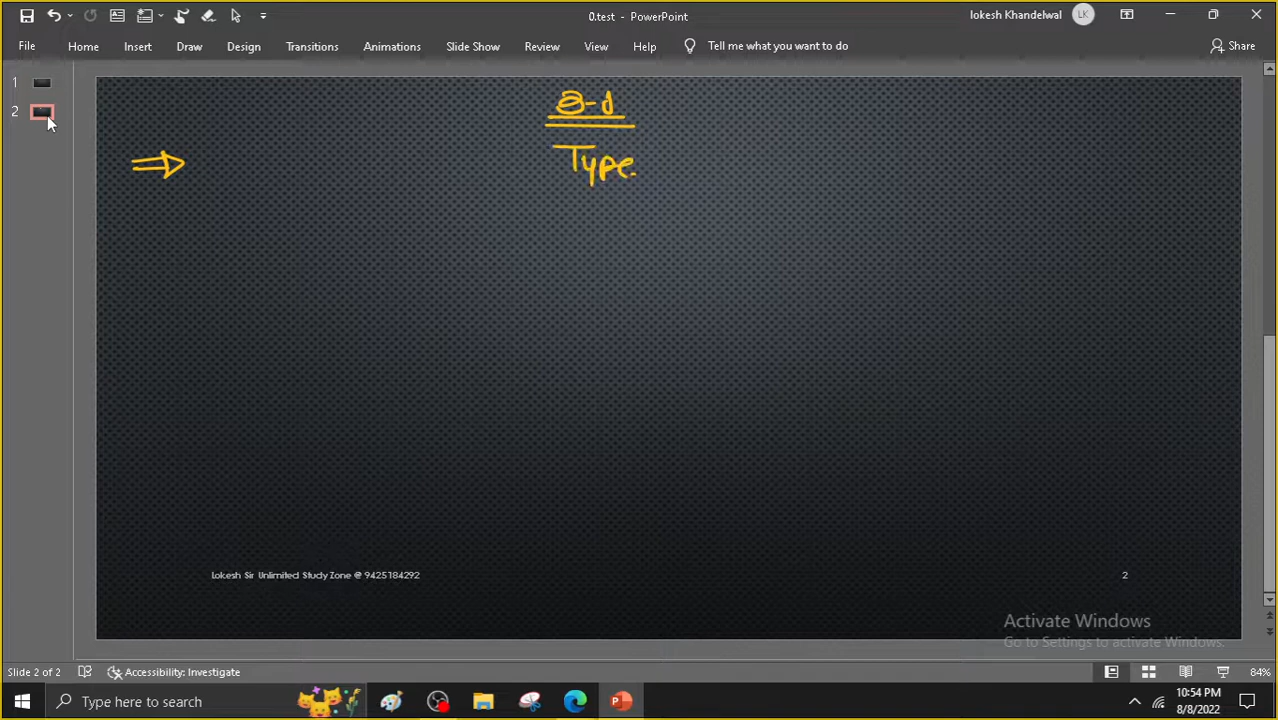 0.test - PowerPoint
lokesh Khandelwal
LK
File
Home
Insert
Draw
Design
Transitions
Animations
Slide Show
Review
View
Help
Tell me what you want to do
Share
1
2
Type.
Lokesh Sir Unlimited Study Zone @ 9425184292
2
Activate Windows
Go to Settings to activate Windows.
Slide 2 of 2
Accessibility: Investigate
84%
Type here to search
10:54 PM
8/8/2022